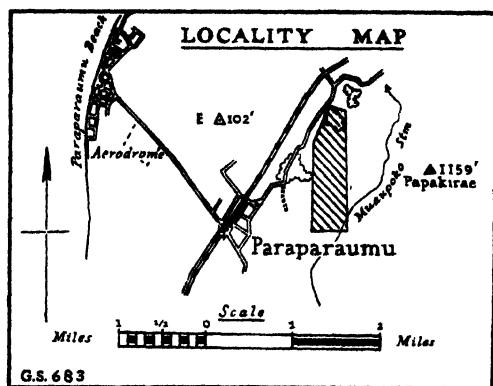 LOCALITY MAP
Paraparaumu Beach
Aerodrome
E △102'
Muaupoko Stm
△1159'
Papakirae
Paraparaumu
Scale
1 1/2 0 1 2
Miles Miles
G.S. 683